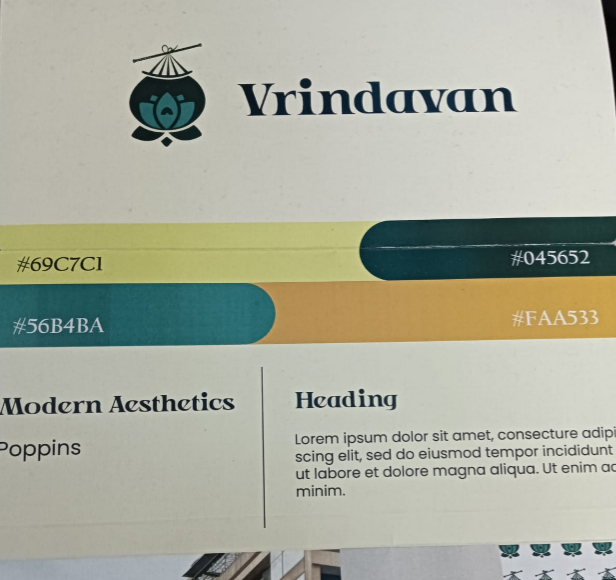 Vrindavan
#69C7C1
#045652
#56B4BA
#FAA533
Modern Aesthetics
Poppins
Heading
Lorem ipsum dolor sit amet, consecture adipi
scing elit, sed do eiusmod tempor incididunt
ut labore et dolore magna aliqua. Ut enim ad
minim.